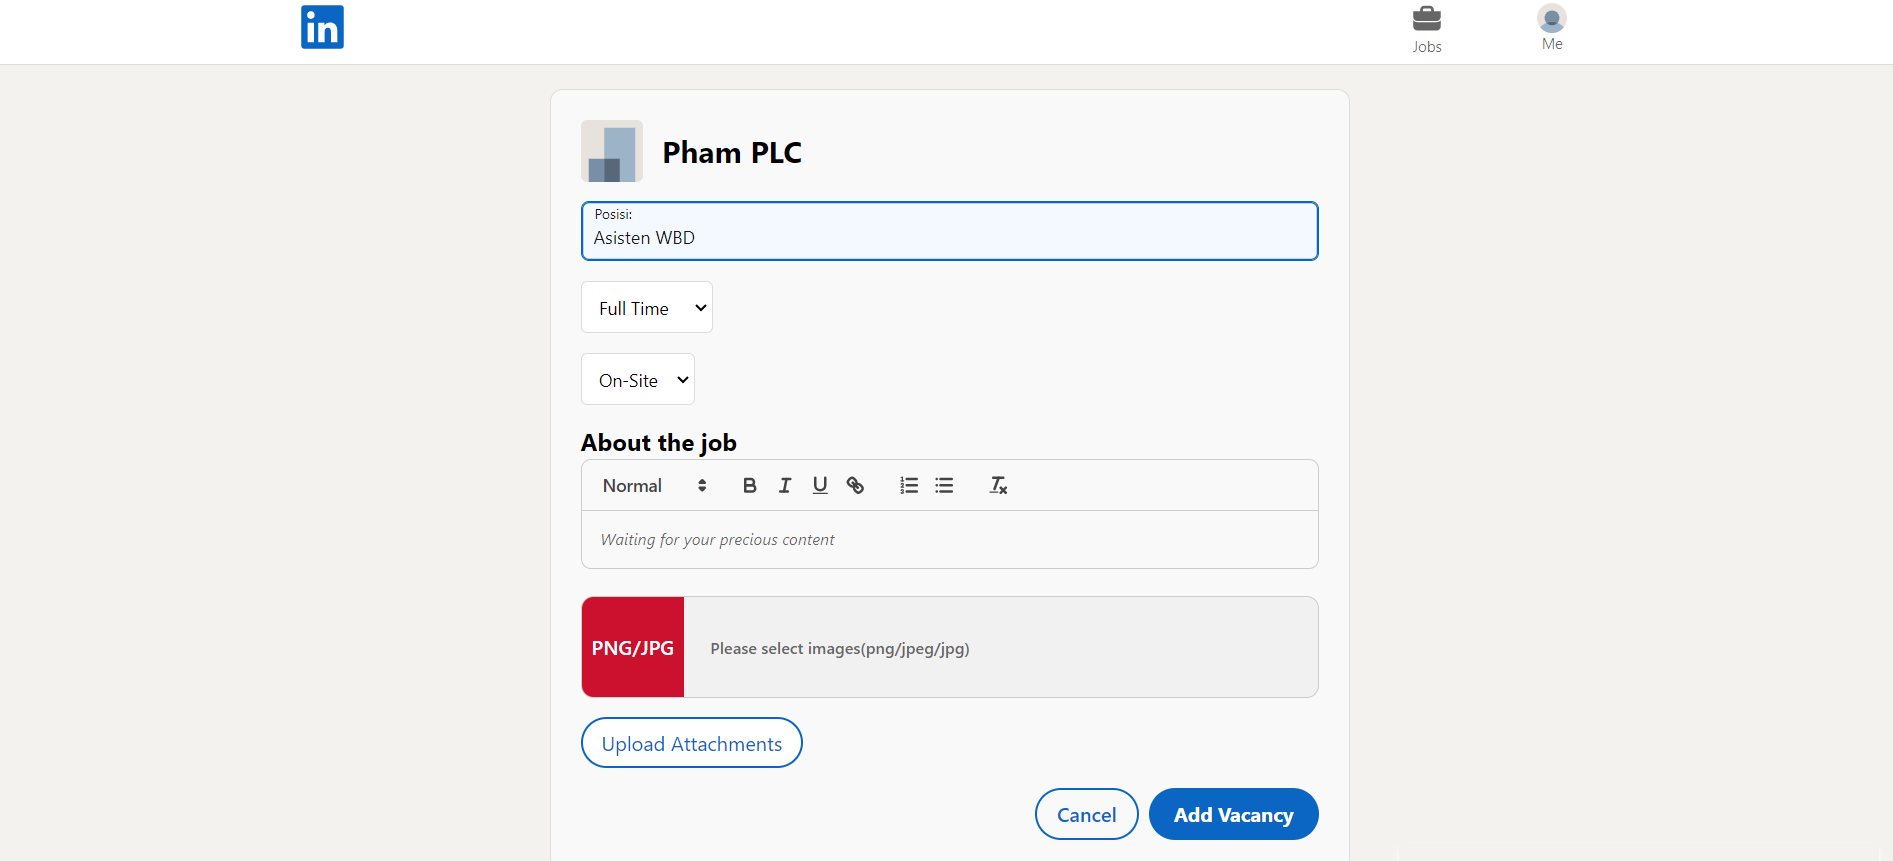 in
Jobs
Me
Pham PLC
Posisi:
Asisten WBD
Full Time
On-Site
About the job
Normal
Waiting for your precious content
PNG/JPG
Please select images(png/jpeg/jpg)
Upload Attachments
Cancel
Add Vacancy